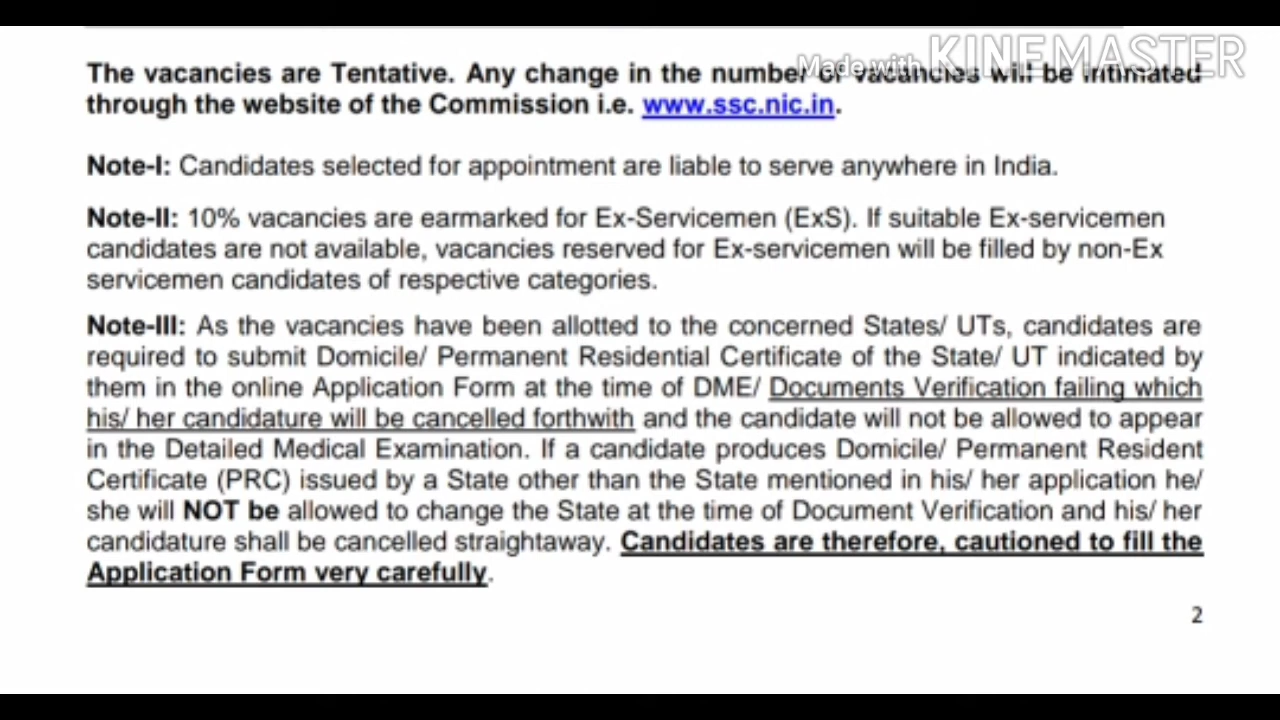 Made with KINEMASTER
The vacancies are Tentative. Any change in the number of vacancies will be intimated
through the website of the Commission i.e. www.ssc.nic.in.
Note-I: Candidates selected for appointment are liable to serve anywhere in India.
Note-II: 10% vacancies are earmarked for Ex-Servicemen (ExS). If suitable Ex-servicemen
candidates are not available, vacancies reserved for Ex-servicemen will be filled by non-Ex
servicemen candidates of respective categories.
Note-III: As the vacancies have been allotted to the concerned States/ UTs, candidates are
required to submit Domicile/ Permanent Residential Certificate of the State/ UT indicated by
them in the online Application Form at the time of DME/ Documents Verification failing which
his/ her candidature will be cancelled forthwith and the candidate will not be allowed to appear
in the Detailed Medical Examination. If a candidate produces Domicile/ Permanent Resident
Certificate (PRC) issued by a State other than the State mentioned in his/ her application he/
she will NOT be allowed to change the State at the time of Document Verification and his/ her
candidature shall be cancelled straightaway. Candidates are therefore, cautioned to fill the
Application Form very carefully.
2